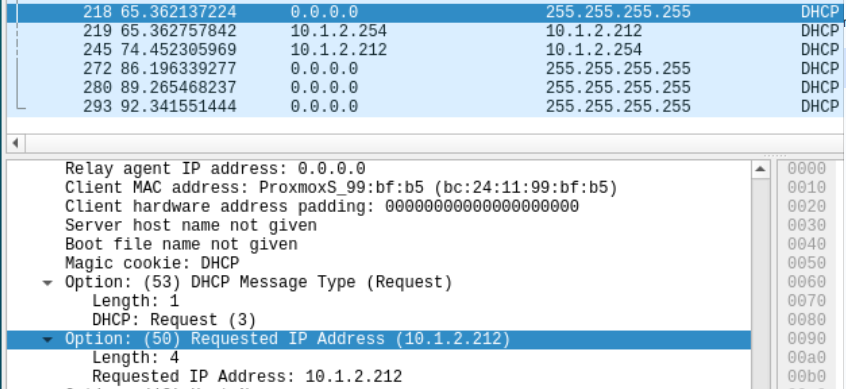 218 65.362137224 0.0.0.0 255.255.255.255 DHCP
219 65.362757842 10.1.2.254 10.1.2.212 DHCP
245 74.452305969 10.1.2.212 10.1.2.254 DHCP
272 86.196339277 0.0.0.0 255.255.255.255 DHCP
280 89.265468237 0.0.0.0 255.255.255.255 DHCP
293 92.341551444 0.0.0.0 255.255.255.255 DHCP
Relay agent IP address: 0.0.0.0
Client MAC address: ProxmoxS_99:bf:b5 (bc:24:11:99:bf:b5)
Client hardware address padding: 00000000000000000000
Server host name not given
Boot file name not given
Magic cookie: DHCP
Option: (53) DHCP Message Type (Request)
Length: 1
DHCP: Request (3)
Option: (50) Requested IP Address (10.1.2.212)
Length: 4
Requested IP Address: 10.1.2.212
0000
0010
0020
0030
0040
0050
0060
0070
0080
0090
00a0
00b0